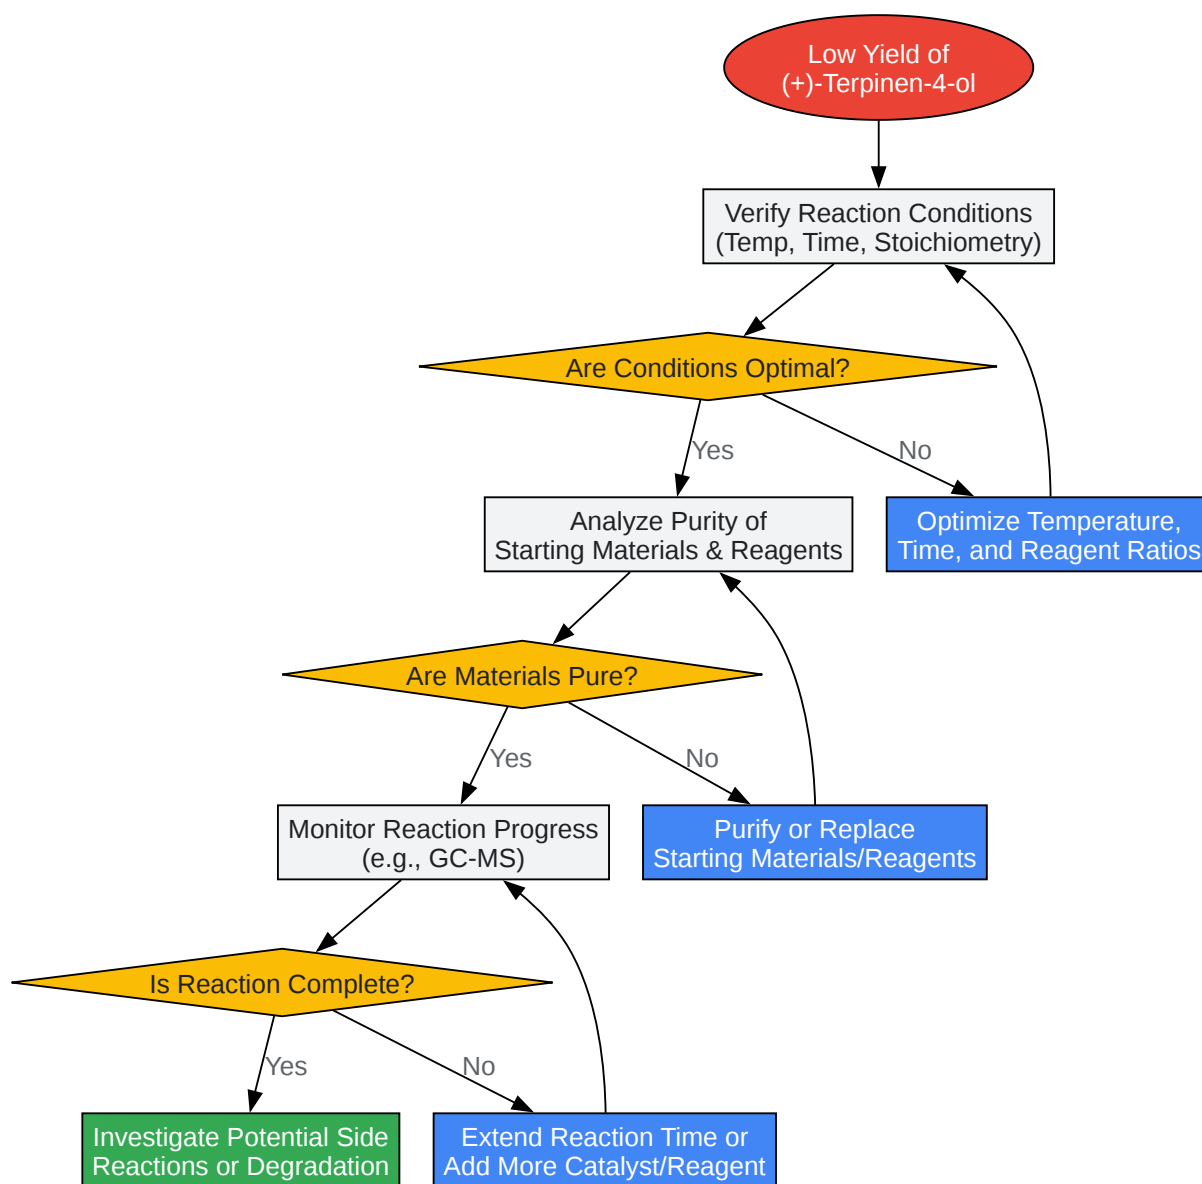 Low Yield of
(+)-Terpinen-4-ol
Verify Reaction Conditions
(Temp, Time, Stoichiometry)
Are Conditions Optimal?
Yes
No
Analyze Purity of
Starting Materials & Reagents
Optimize Temperature,
Time, and Reagent Ratios
Are Materials Pure?
Yes
No
Monitor Reaction Progress
(e.g., GC-MS)
Purify or Replace
Starting Materials/Reagents
Is Reaction Complete?
Yes
No
Investigate Potential Side
Reactions or Degradation
Extend Reaction Time or
Add More Catalyst/Reagent